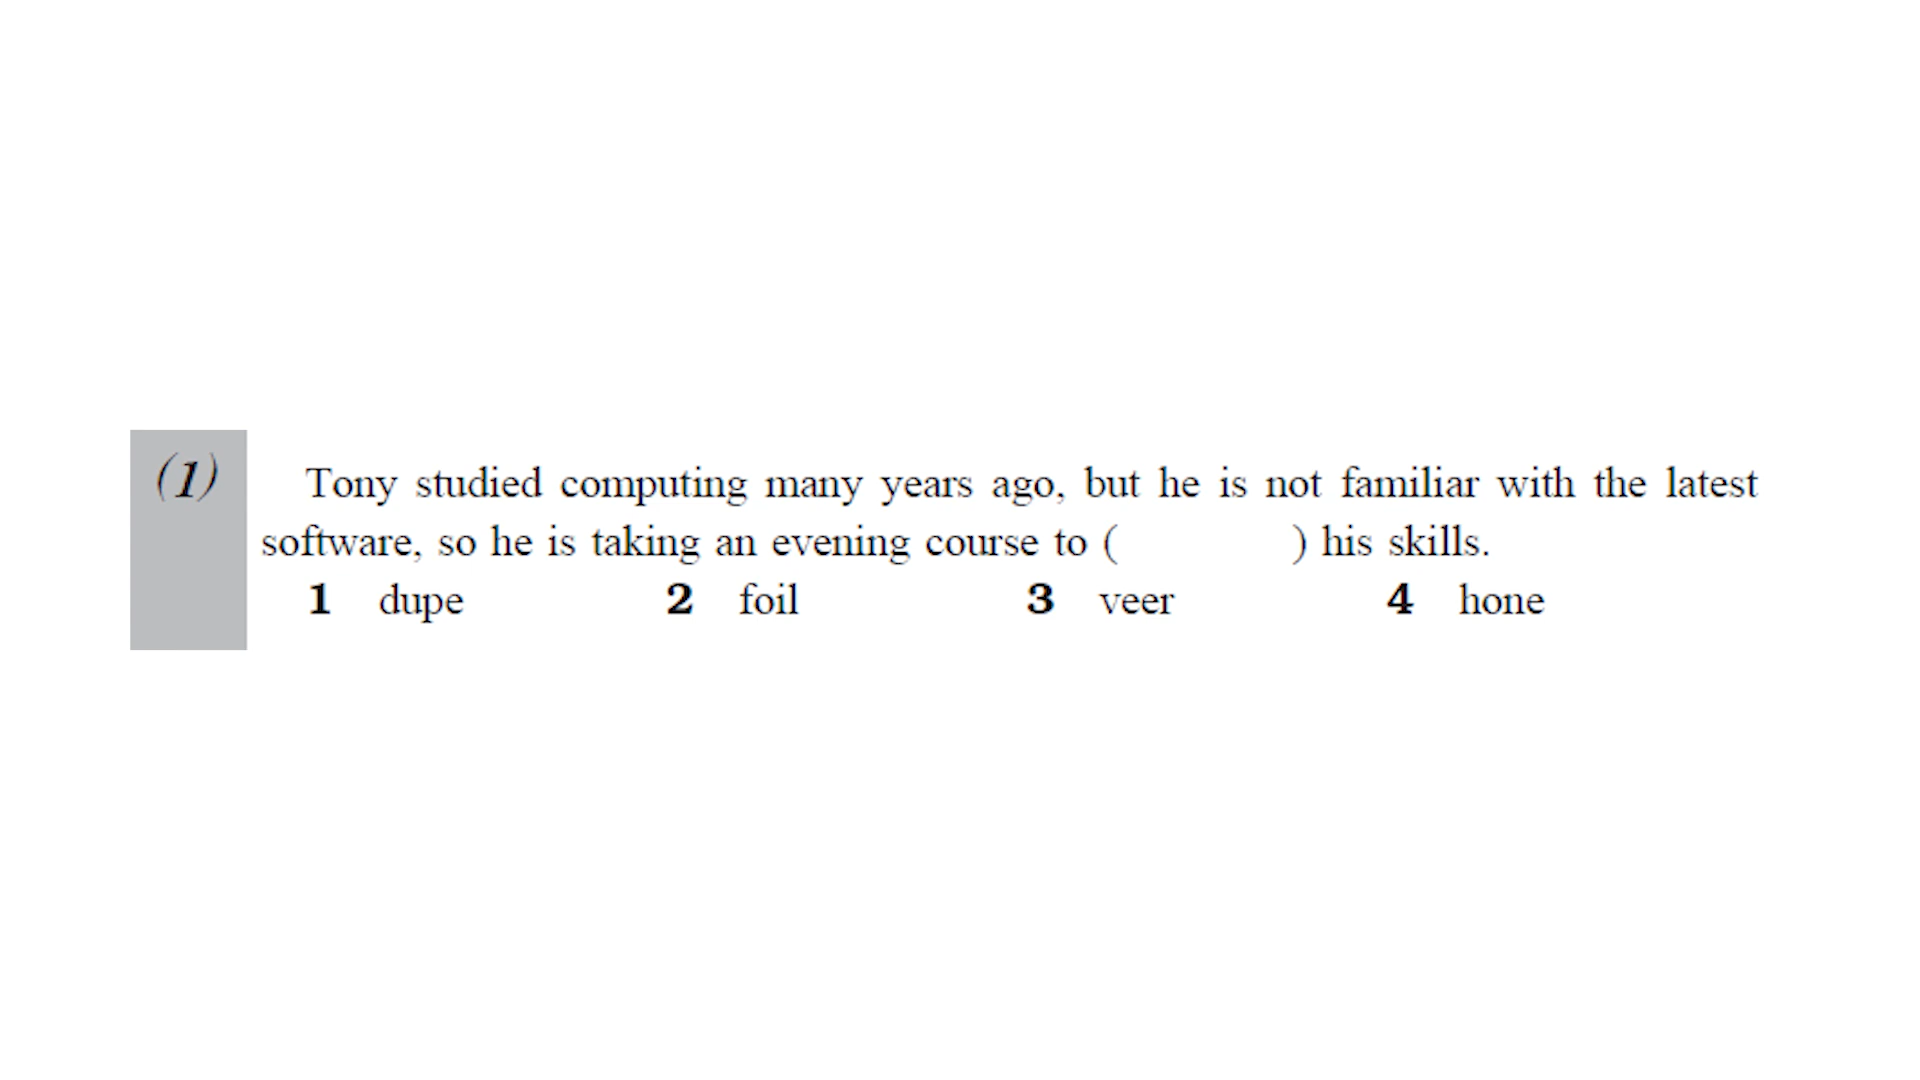 (1) Tony studied computing many years ago, but he is not familiar with the latest
software, so he is taking an evening course to ( ) his skills.
1 dupe 2 foil 3 veer 4 hone